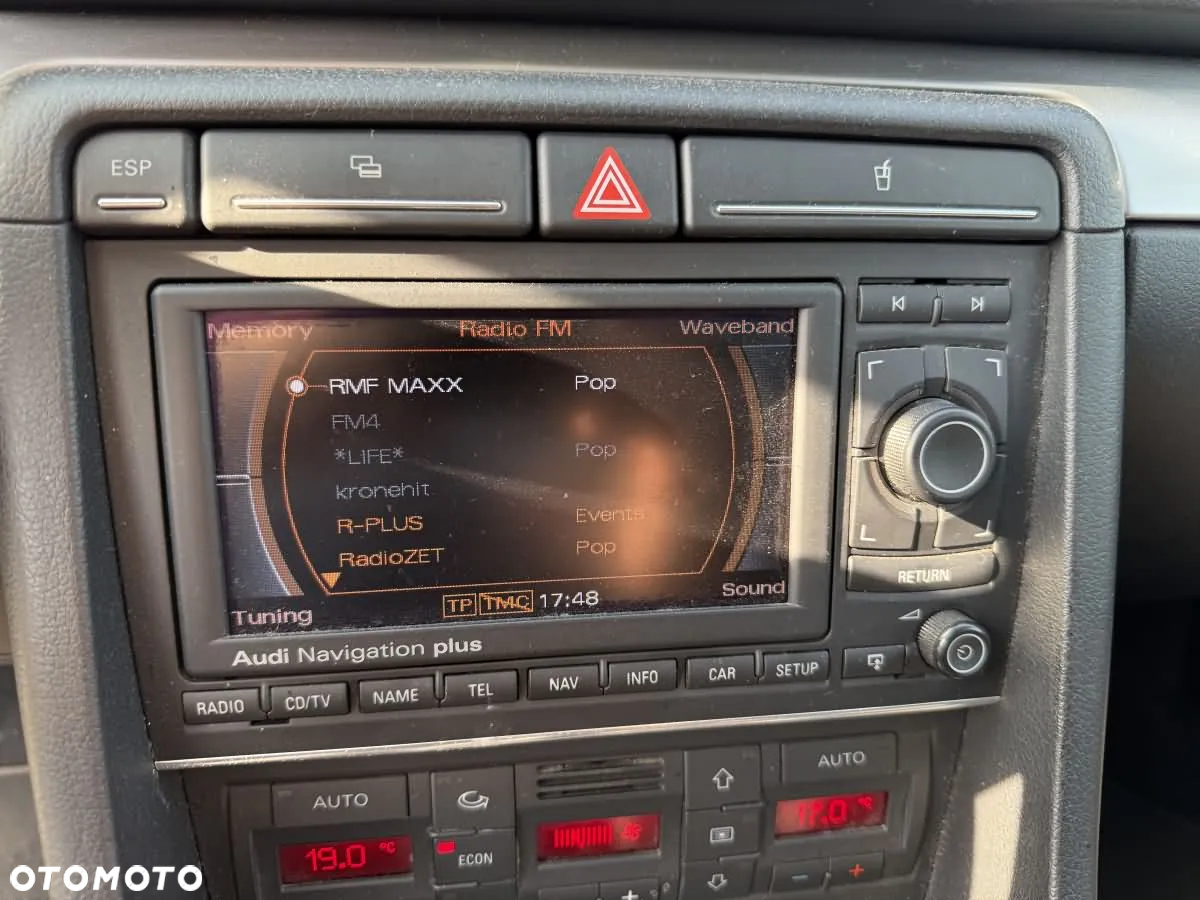 ESP
Memory Radio FM Waveband
RMF MAXX Pop
FM4
*LIFE* Pop
kronehit
R-PLUS Events
RadioZET Pop
Tuning TP TMC 17:48 Sound
Audi Navigation plus
RETURN
RADIO CD/TV NAME TEL NAV INFO CAR SETUP
AUTO AUTO
19.0 °C ECON 17.0 °C
OTOMOTO